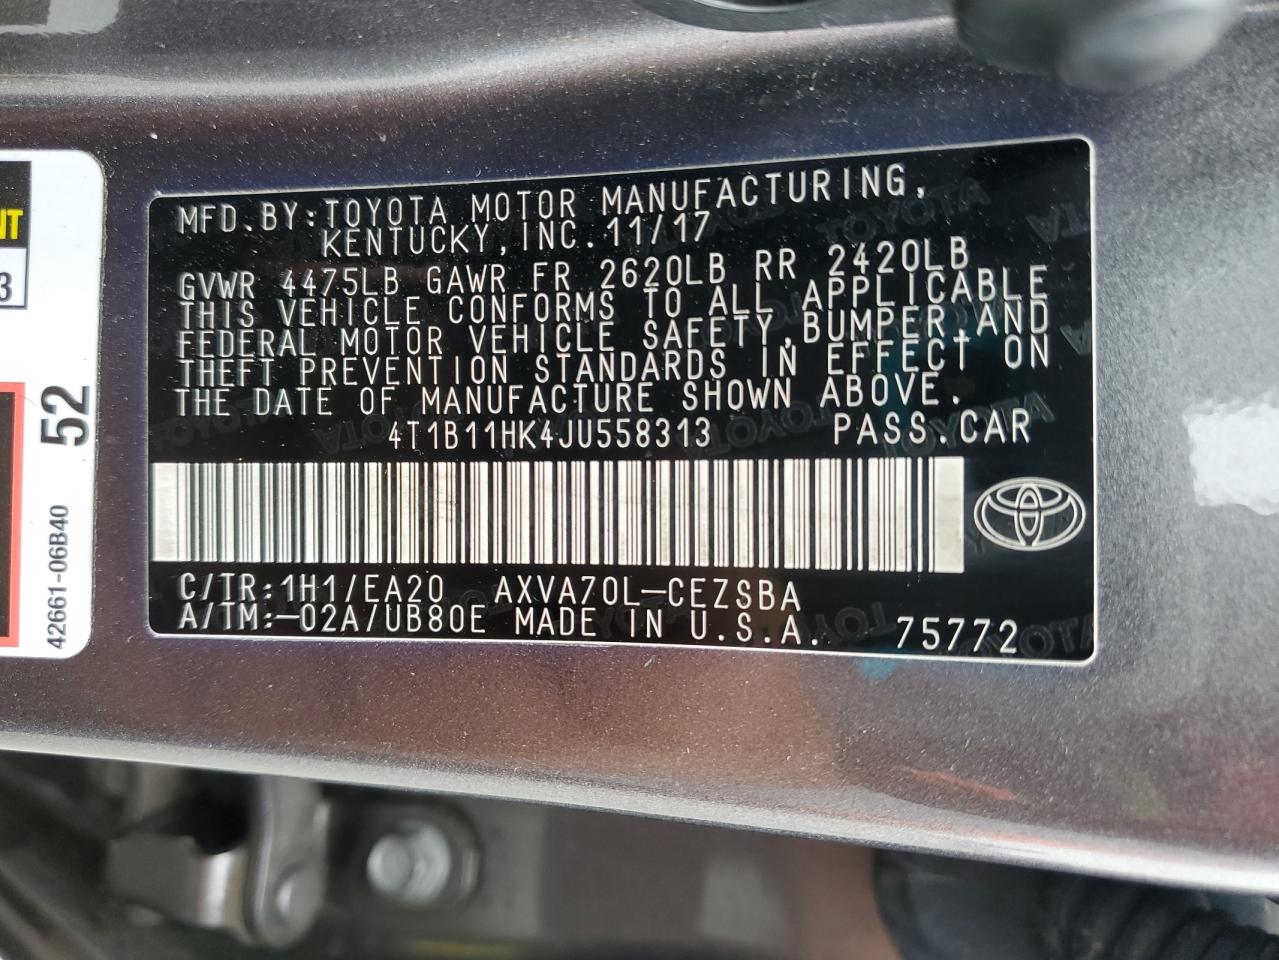 MFD.BY:TOYOTA MOTOR MANUFACTURING,
KENTUCKY,INC.11/17
GVWR 4475LB GAWR FR 2620LB RR 2420LB
THIS VEHICLE CONFORMS TO ALL APPLICABLE
FEDERAL MOTOR VEHICLE SAFETY,BUMPER,AND
THEFT PREVENTION STANDARDS IN EFFECT ON
THE DATE OF MANUFACTURE SHOWN ABOVE.
4T1B11HK4JU558313 PASS.CAR
C/TR:1H1/EA20 AXVA70L-CEZSBA
A/TM:-02A/UB80E MADE IN U.S.A. 75772
NT
3
52
42661-06B40